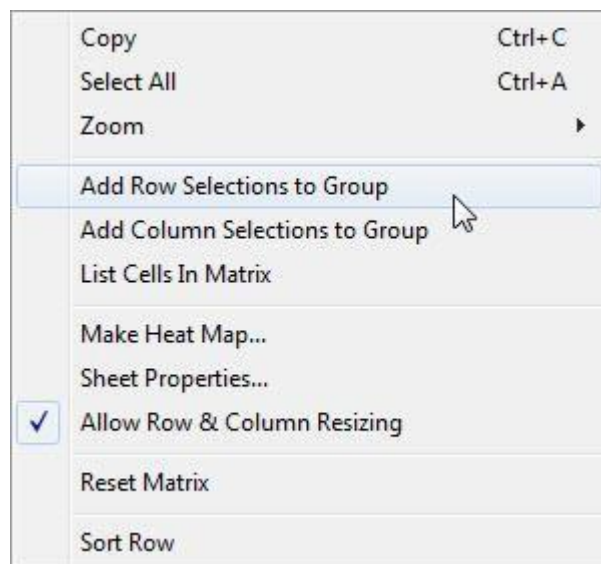 Copy Ctrl+C
Select All Ctrl+A
Zoom
Add Row Selections to Group
Add Column Selections to Group
List Cells In Matrix
Make Heat Map...
Sheet Properties...
Allow Row & Column Resizing
Reset Matrix
Sort Row